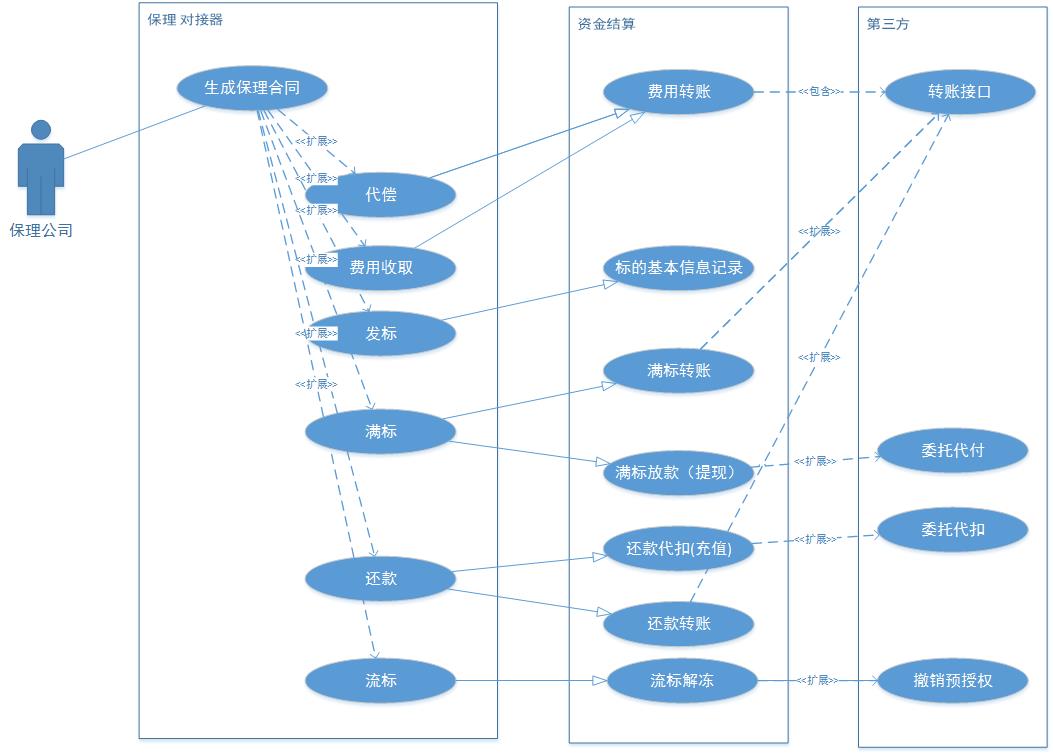 保理 对接器
资金结算
第三方
生成保理合同
费用转账
<<包含>>
转账接口
<<扩展>>
<<扩展>>
代偿
<<扩展>>
保理公司
<<扩展>>
<<扩展>>
费用收取
标的基本信息记录
<<扩展>>
发标
<<扩展>>
满标转账
<<扩展>>
满标
委托代付
<<扩展>>
满标放款（提现）
委托代扣
<<扩展>>
还款代扣(充值)
还款
还款转账
流标
流标解冻
<<扩展>>
撤销预授权